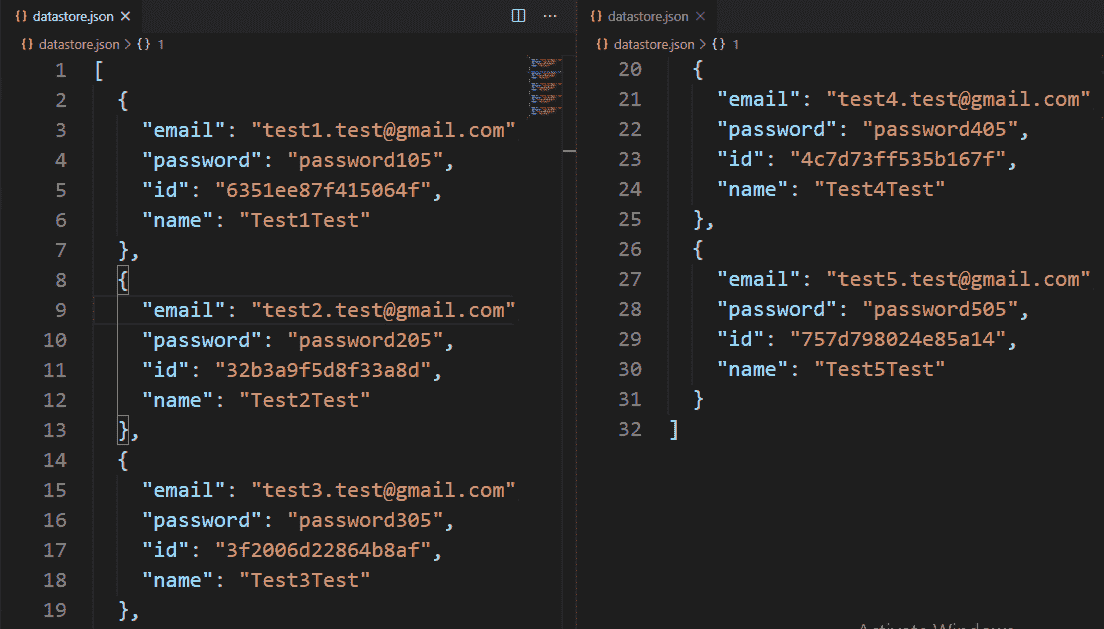 {} datastore.json ×
{} datastore.json > {} 1
1 [
2 {
3 "email": "test1.test@gmail.com"
4 "password": "password105",
5 "id": "6351ee87f415064f",
6 "name": "Test1Test"
7 },
8 {
9 "email": "test2.test@gmail.com"
10 "password": "password205",
11 "id": "32b3a9f5d8f33a8d",
12 "name": "Test2Test"
13 },
14 {
15 "email": "test3.test@gmail.com"
16 "password": "password305",
17 "id": "3f2006d22864b8af",
18 "name": "Test3Test"
19 },
{} datastore.json ×
{} datastore.json > {} 1
20 {
21 "email": "test4.test@gmail.com"
22 "password": "password405",
23 "id": "4c7d73ff535b167f",
24 "name": "Test4Test"
25 },
26 {
27 "email": "test5.test@gmail.com"
28 "password": "password505",
29 "id": "757d798024e85a14",
30 "name": "Test5Test"
31 }
32 ]
Activate Windows